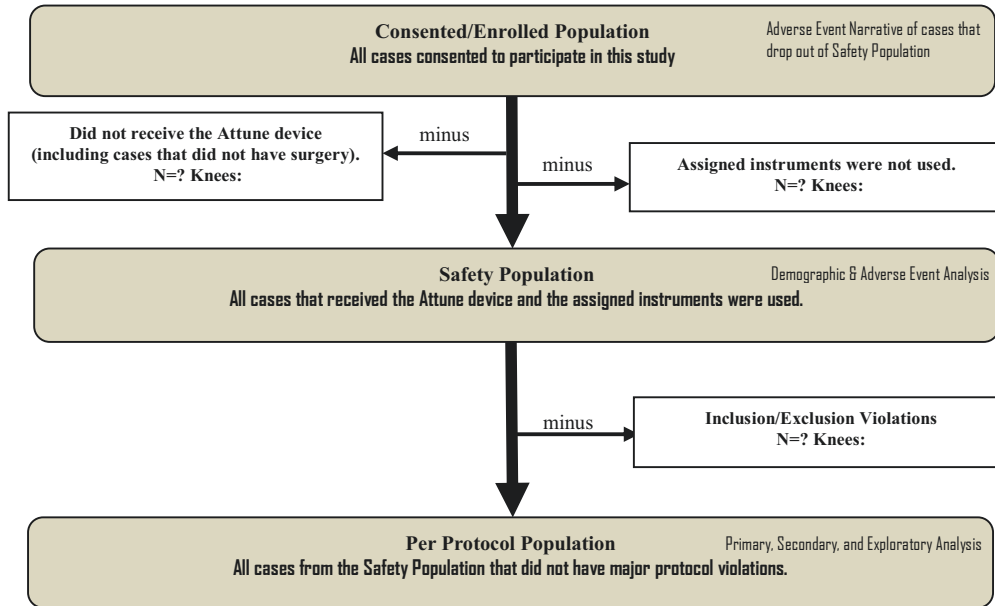 Consented/Enrolled Population
All cases consented to participate in this study
Adverse Event Narrative of cases that
drop out of Safety Population
Did not receive the Attune device
(including cases that did not have surgery).
N=? Knees:
minus
minus
Assigned instruments were not used.
N=? Knees:
Safety Population
Demographic & Adverse Event Analysis
All cases that received the Attune device and the assigned instruments were used.
minus
Inclusion/Exclusion Violations
N=? Knees:
Per Protocol Population
Primary, Secondary, and Exploratory Analysis
All cases from the Safety Population that did not have major protocol violations.